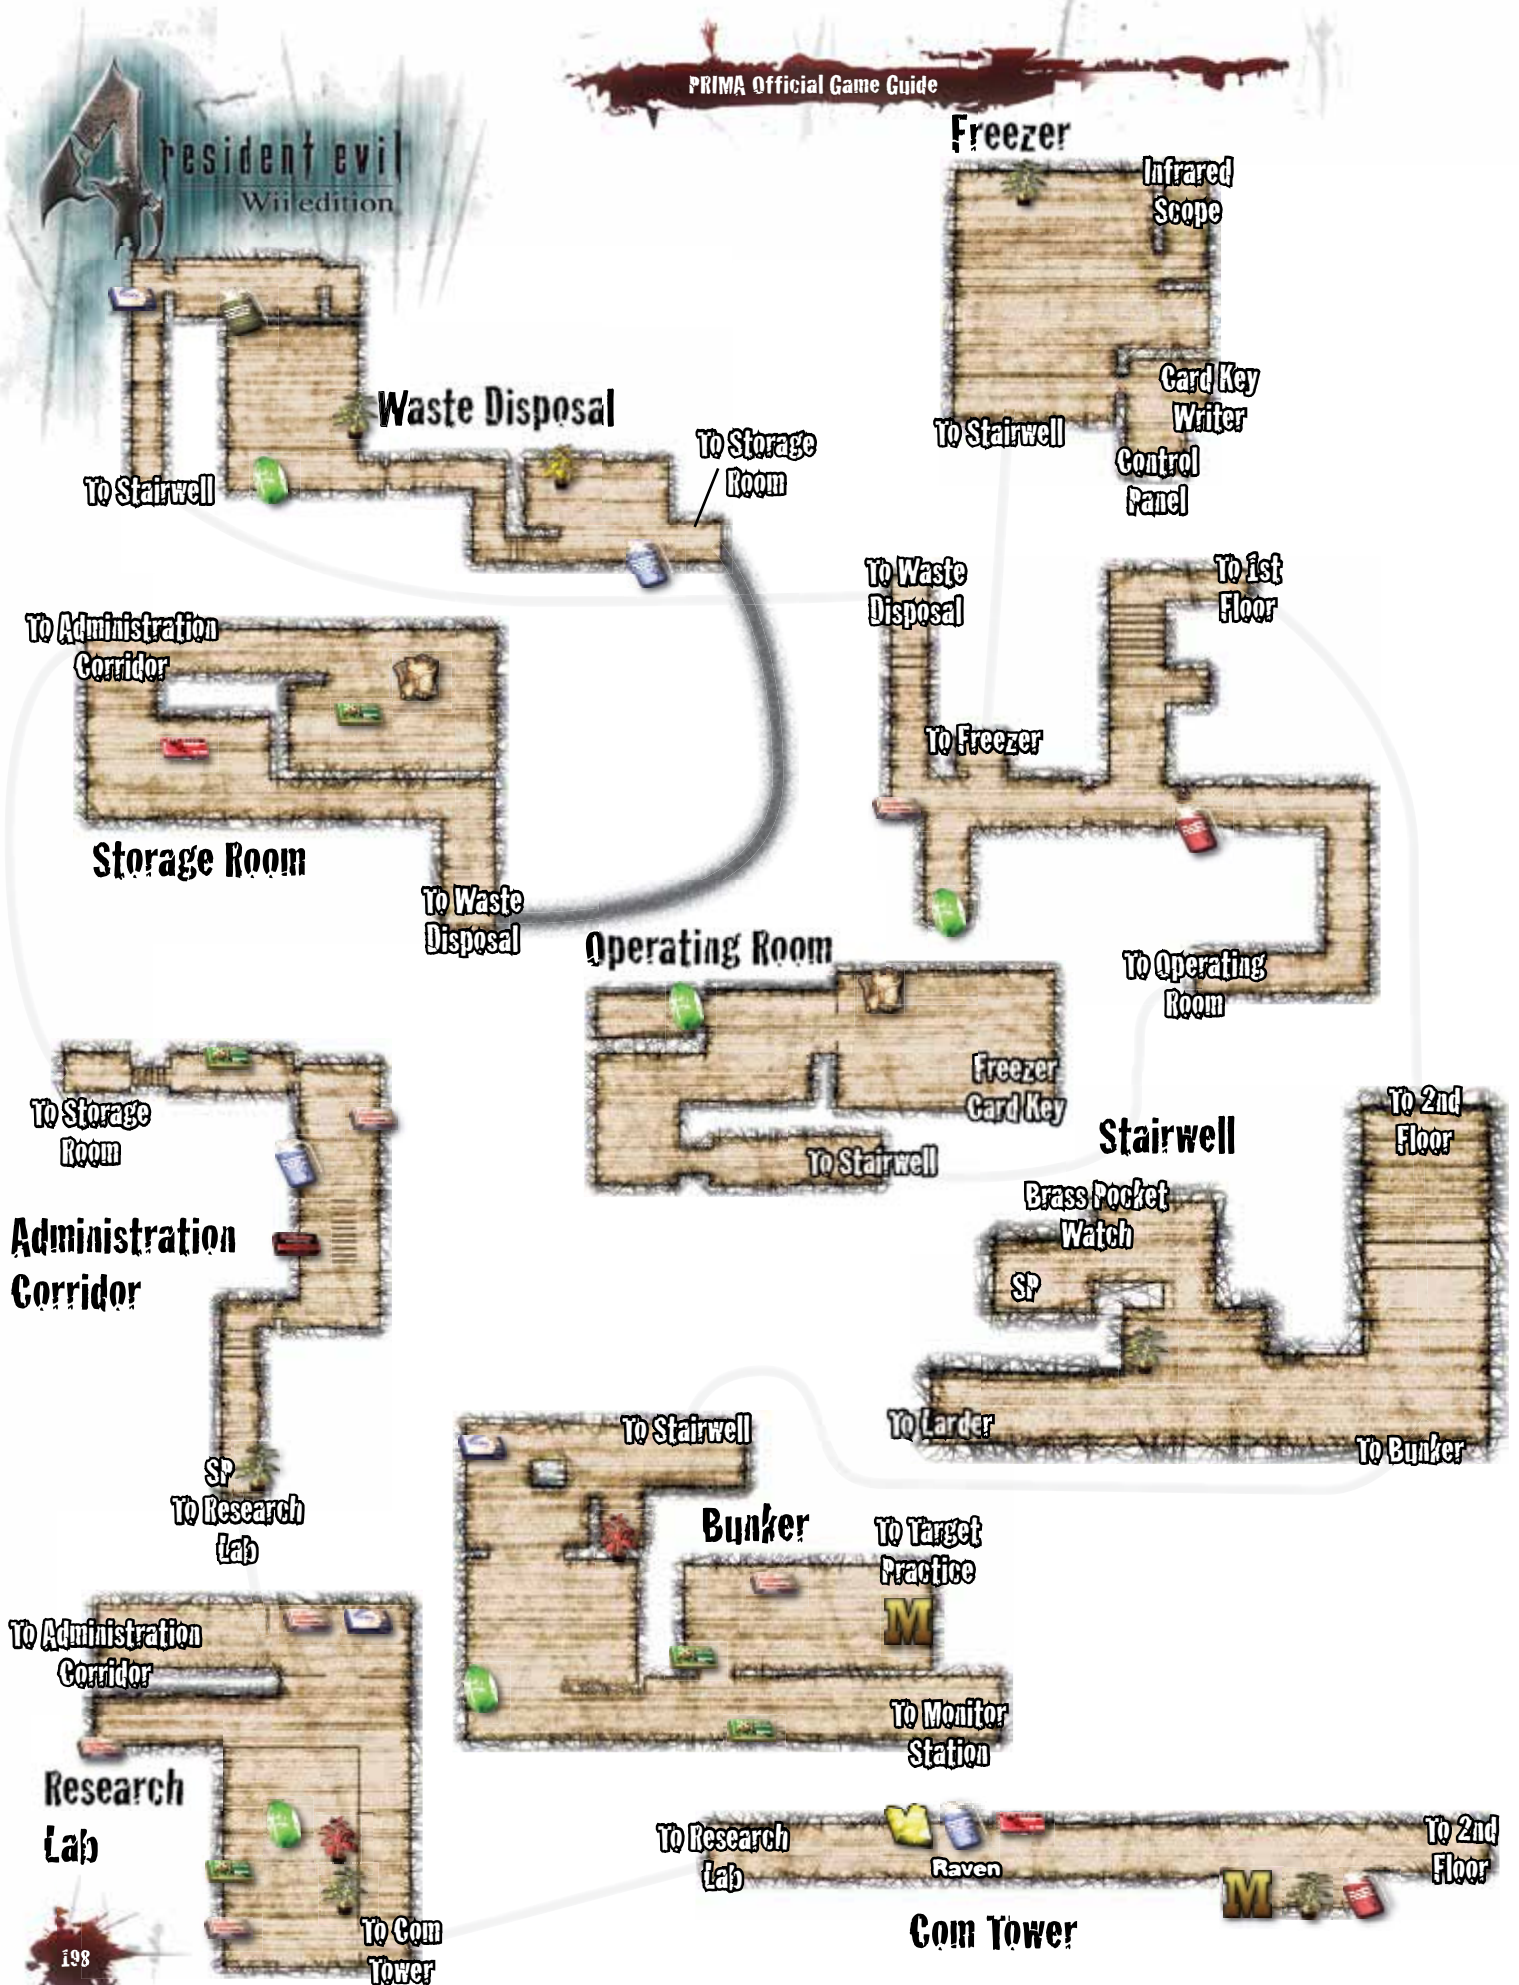 PRIMA Official Game Guide
resident evil
4
Wii edition
Freezer
Infrared
Scope
Card Key
Writer
Control
Panel
To Stairwell
Waste Disposal
To Storage
Room
To Stairwell
To Waste
Disposal
To 1st
Floor
To Freezer
To Operating
Room
To Administration
Corridor
Storage Room
To Waste
Disposal
Operating Room
Freezer
Card Key
To Stairwell
To Storage
Room
Administration
Corridor
SP
To Research
Lab
Stairwell
To 2nd
Floor
Brass Pocket
Watch
SP
To Larder
To Bunker
To Stairwell
Bunker
To Target
Practice
M
To Monitor
Station
To Administration
Corridor
Research
Lab
To Com
Tower
To Research
Lab
Raven
To 2nd
Floor
M
Com Tower
198